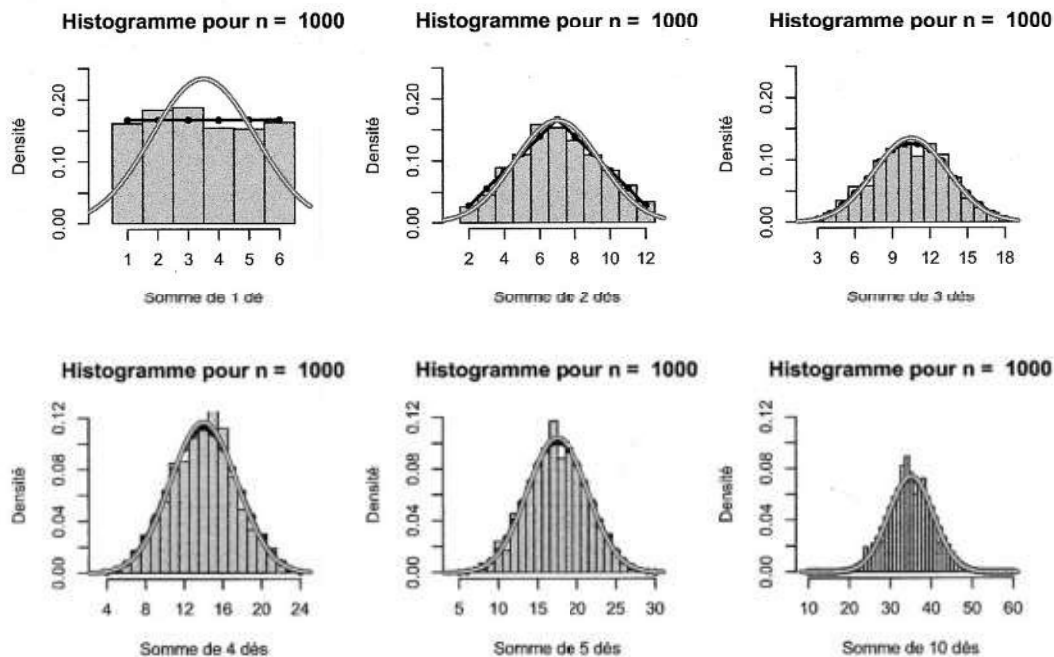 Histogramme pour n = 1000
Histogramme pour n = 1000
Histogramme pour n = 1000
Densité
0.20
0.10
0.00
1 2 3 4 5 6
Somme de 1 dé
Densité
0.20
0.10
0.00
2 4 6 8 10 12
Somme de 2 dés
Densité
0.20
0.10
0.00
3 6 9 12 15 18
Somme de 3 dés
Histogramme pour n = 1000
Histogramme pour n = 1000
Histogramme pour n = 1000
Densité
0.12
0.08
0.04
0.00
4 8 12 16 20 24
Somme de 4 dés
Densité
0.12
0.08
0.04
0.00
5 10 15 20 25 30
Somme de 5 dés
Densité
0.12
0.08
0.04
0.00
10 20 30 40 50 60
Somme de 10 dés